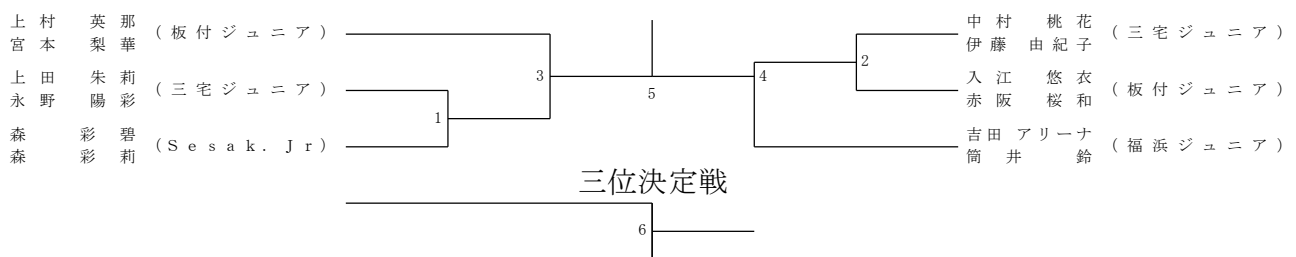 上村 英那
宮本 梨華
(板付ジュニア)
上田 朱莉
永野 陽彩
(三宅ジュニア)
森 彩碧
森 彩莉
(Sesak. Jr)
1
3
5
4
2
中村 桃花
伊藤 由紀子
(三宅ジュニア)
入江 悠衣
赤阪 桜和
(板付ジュニア)
吉田 アリーナ
筒井 鈴
(福浜ジュニア)
三位決定戦
6